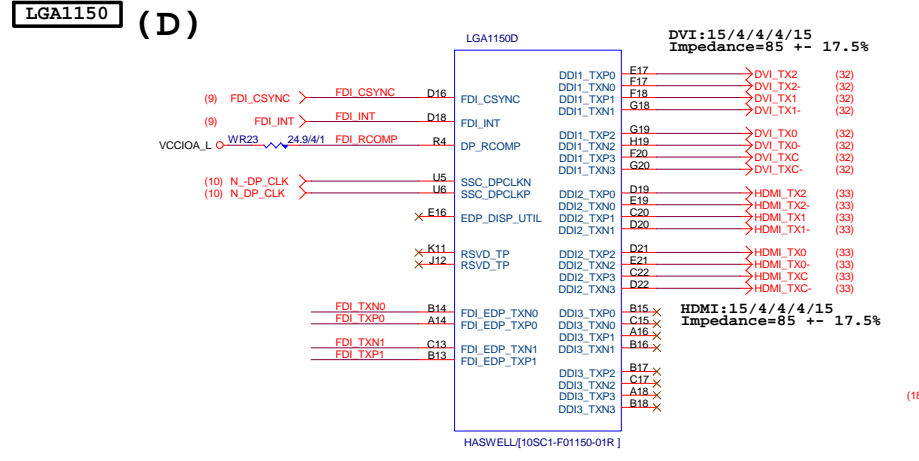 LGA1150 (D)
LGA1150D
DVI:15/4/4/4/15
Impedance=85 +- 17.5%
(9) FDI_CSYNC FDI_CSYNC D16 FDI_CSYNC
(9) FDI_INT FDI_INT D18 FDI_INT
VCCIOA_L WR23 24.9/4/1 FDI_RCOMP R4 DP_RCOMP
(10) N_-DP_CLK U5 SSC_DPCLKN
(10) N_DP_CLK U6 SSC_DPCLKP
E16 EDP_DISP_UTIL
K11 RSVD_TP
J12 RSVD_TP
FDI_TXN0 B14 FDI_EDP_TXN0
FDI_TXP0 A14 FDI_EDP_TXP0
FDI_TXN1 C13 FDI_EDP_TXN1
FDI_TXP1 B13 FDI_EDP_TXP1
DDI1_TXP0 E17 DVI_TX2 (32)
DDI1_TXN0 F17 DVI_TX2- (32)
DDI1_TXP1 F18 DVI_TX1 (32)
DDI1_TXN1 G18 DVI_TX1- (32)
DDI1_TXP2 G19 DVI_TX0 (32)
DDI1_TXN2 H19 DVI_TX0- (32)
DDI1_TXP3 F20 DVI_TXC (32)
DDI1_TXN3 G20 DVI_TXC- (32)
DDI2_TXP0 D19 HDMI_TX2 (33)
DDI2_TXN0 E19 HDMI_TX2- (33)
DDI2_TXP1 C20 HDMI_TX1 (33)
DDI2_TXN1 D20 HDMI_TX1- (33)
DDI2_TXP2 D21 HDMI_TX0 (33)
DDI2_TXN2 E21 HDMI_TX0- (33)
DDI2_TXP3 C22 HDMI_TXC (33)
DDI2_TXN3 D22 HDMI_TXC- (33)
HDMI:15/4/4/4/15
Impedance=85 +- 17.5%
DDI3_TXP0 B15
DDI3_TXN0 C15
DDI3_TXP1 A16
DDI3_TXN1 B16
DDI3_TXP2 B17
DDI3_TXN2 C17
DDI3_TXP3 A18
DDI3_TXN3 B18
HASWELL/[10SC1-F01150-01R ]